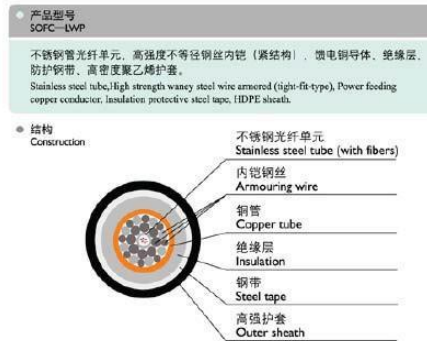 产品型号
SOFC—LWP
不锈钢管光纤单元、高强度不等径钢丝内铠（紧结构）、馈电铜导体、绝缘层、
防护钢带、高密度聚乙烯护套。
Stainless steel tube,High strength waney steel wire armored (tight-fit-type), Power feeding
copper conductor, Insulation protective steel tape, HDPE sheath.
结构
Construction
不锈钢光纤单元
Stainless steel tube (with fibers)
内铠钢丝
Armouring wire
铜管
Copper tube
绝缘层
Insulation
钢带
Steel tape
高强护套
Outer sheath